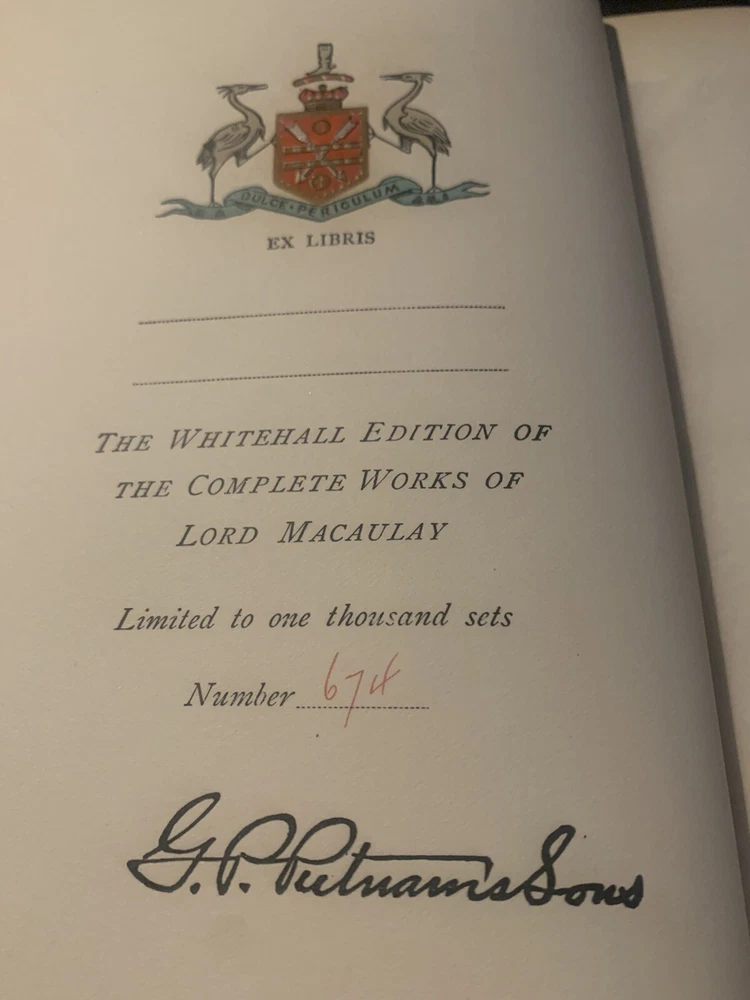 DULCE • PERICULUM
EX LIBRIS
THE WHITEHALL EDITION OF
THE COMPLETE WORKS OF
LORD MACAULAY
Limited to one thousand sets
Number 674
G. P. Putnam's Sons